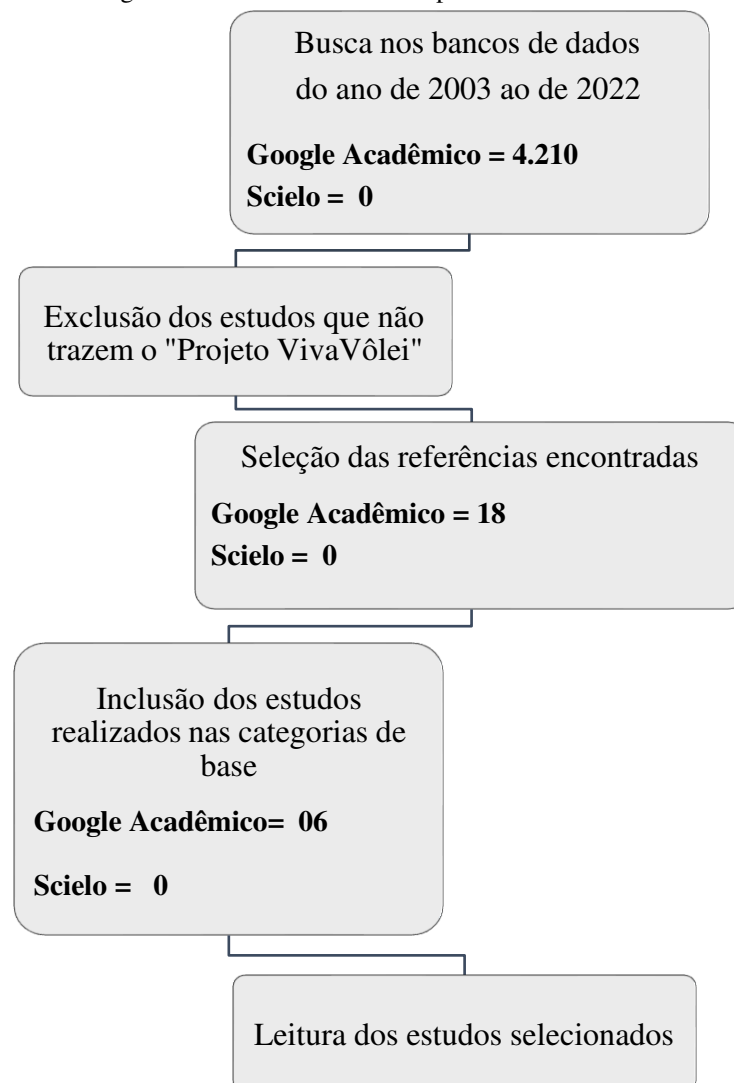 Busca nos bancos de dados
do ano de 2003 ao de 2022
Google Acadêmico = 4.210
Scielo = 0
Exclusão dos estudos que não
trazem o "Projeto VivaVôlei"
Seleção das referências encontradas
Google Acadêmico = 18
Scielo = 0
Inclusão dos estudos
realizados nas categorias de
base
Google Acadêmico= 06
Scielo = 0
Leitura dos estudos selecionados